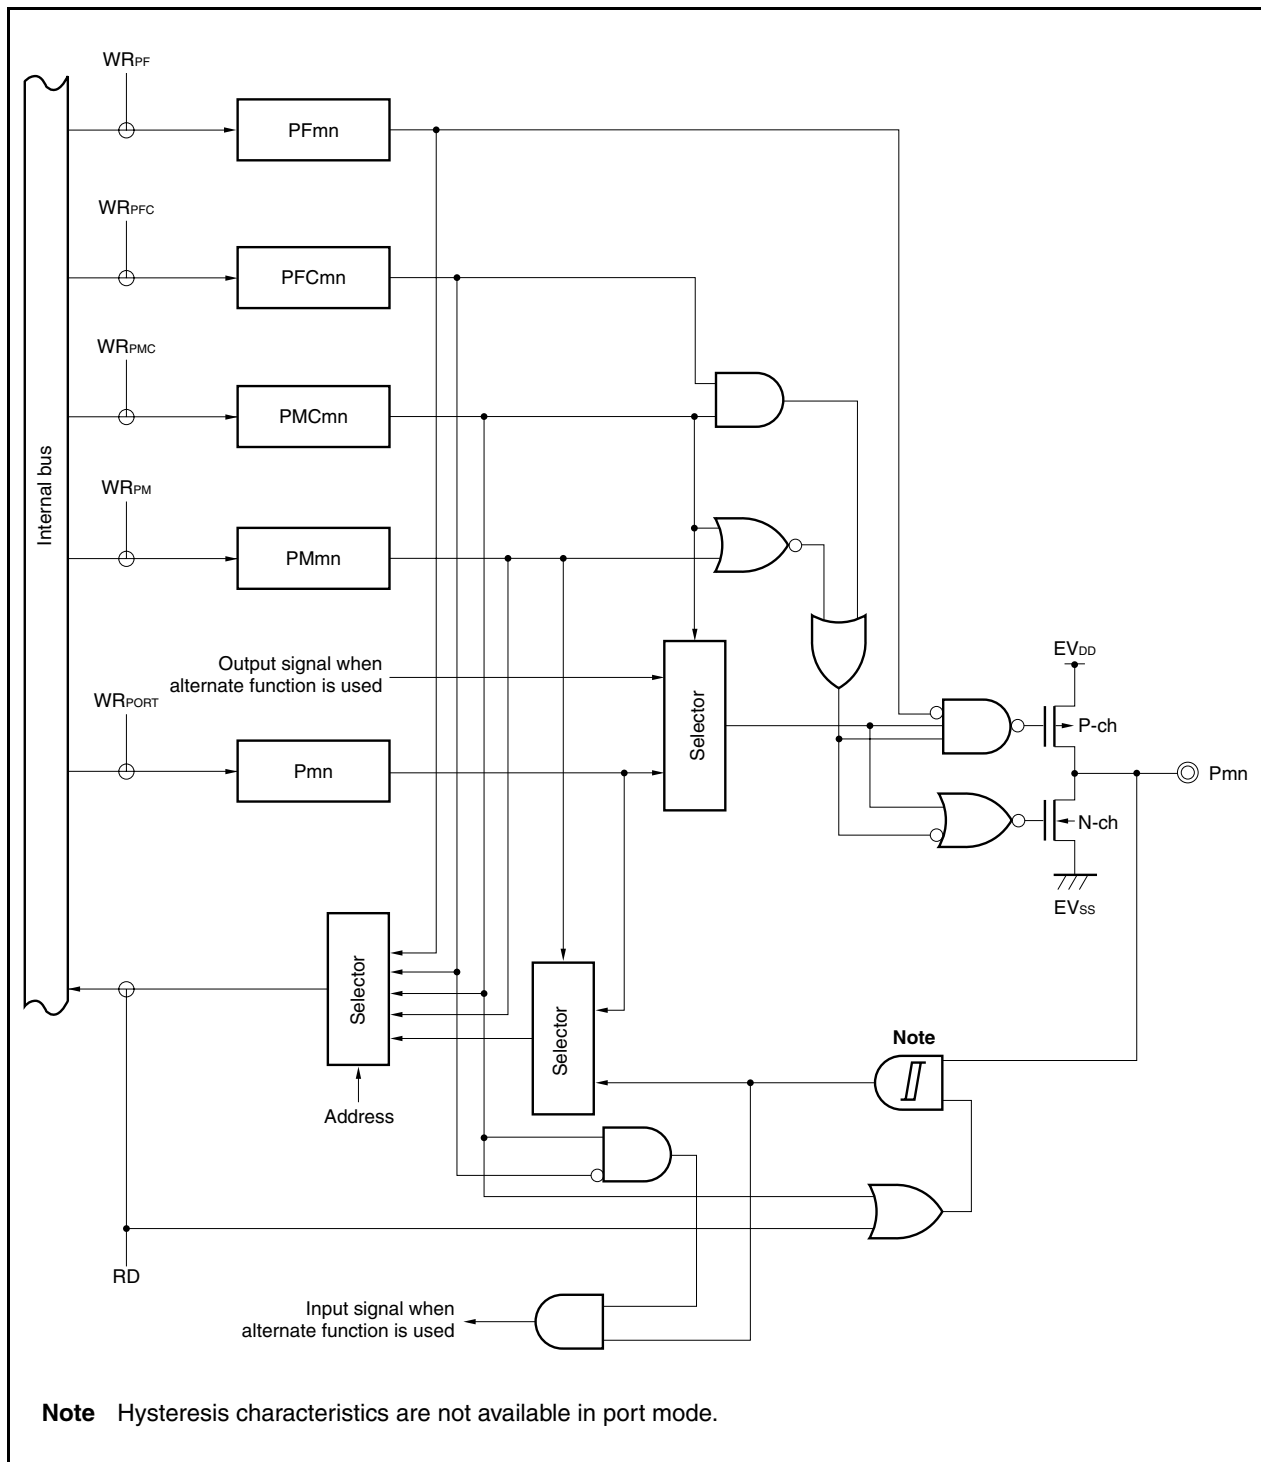 WRPF
PFmn
WRPFC
PFCmn
WRPMC
PMCmn
Internal bus
WRPM
PMmn
Output signal when
alternate function is used
WRPORT
Pmn
Selector
EVDD
P-ch
Pmn
N-ch
EVSS
Selector
Selector
Note
Address
RD
Input signal when
alternate function is used
Note Hysteresis characteristics are not available in port mode.